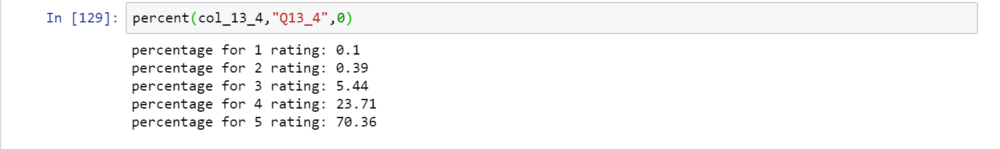 In [129]: percent(col_13_4,"Q13_4",0)
percentage for 1 rating: 0.1
percentage for 2 rating: 0.39
percentage for 3 rating: 5.44
percentage for 4 rating: 23.71
percentage for 5 rating: 70.36